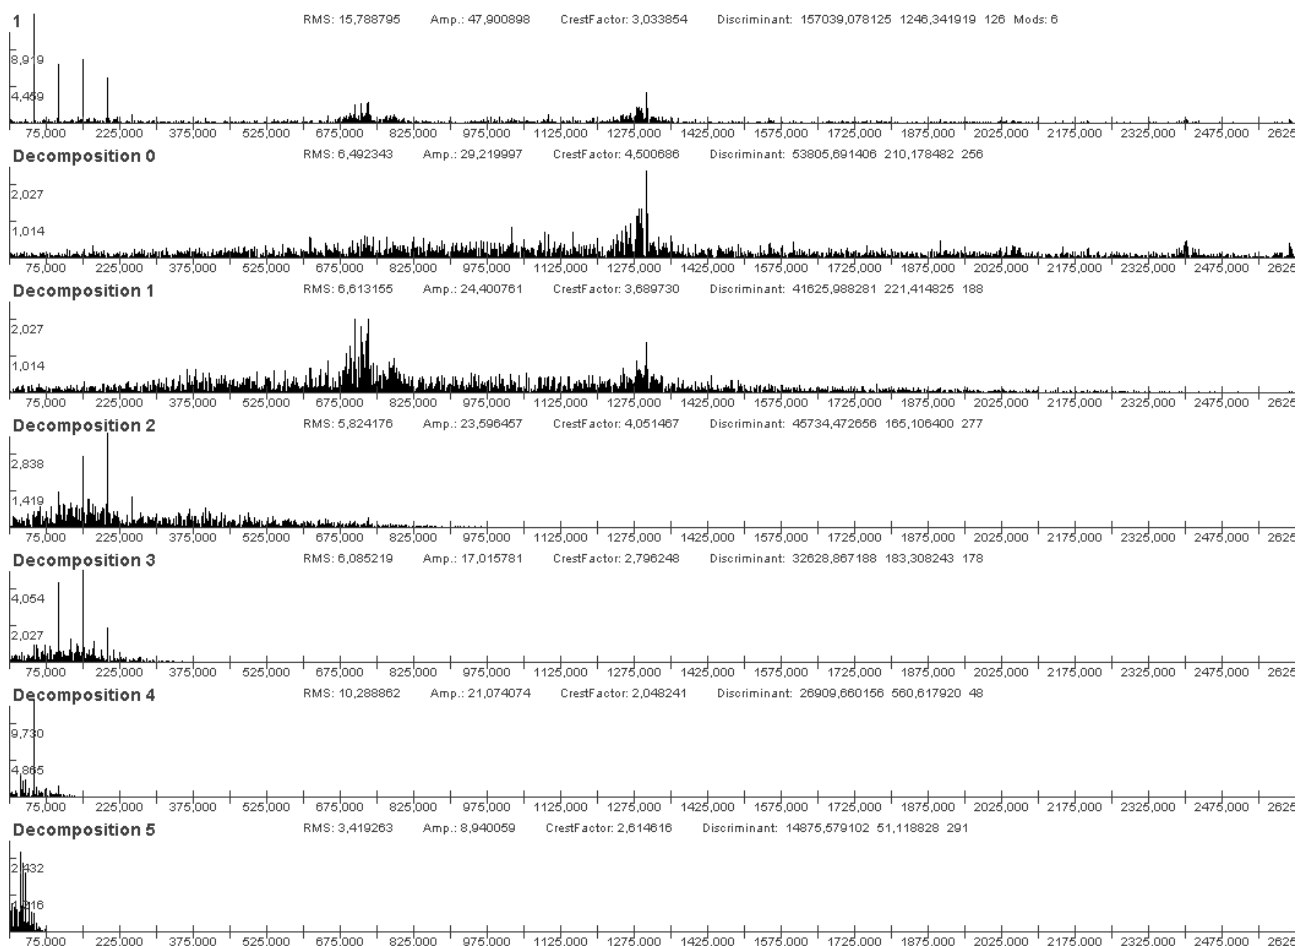 1 RMS: 15,788795 Amp.: 47,900898 CrestFactor: 3,033854 Discriminant: 157039,078125 1246,341919 126 Mods: 6
8,919
4,459
75,000 225,000 375,000 525,000 675,000 825,000 975,000 1125,000 1275,000 1425,000 1575,000 1725,000 1875,000 2025,000 2175,000 2325,000 2475,000 2625
Decomposition 0 RMS: 6,492343 Amp.: 29,219997 CrestFactor: 4,500686 Discriminant: 53805,691406 210,178482 256
2,027
1,014
75,000 225,000 375,000 525,000 675,000 825,000 975,000 1125,000 1275,000 1425,000 1575,000 1725,000 1875,000 2025,000 2175,000 2325,000 2475,000 2625
Decomposition 1 RMS: 6,613155 Amp.: 24,400761 CrestFactor: 3,689730 Discriminant: 41625,988281 221,414825 188
2,027
1,014
75,000 225,000 375,000 525,000 675,000 825,000 975,000 1125,000 1275,000 1425,000 1575,000 1725,000 1875,000 2025,000 2175,000 2325,000 2475,000 2625
Decomposition 2 RMS: 5,824176 Amp.: 23,596457 CrestFactor: 4,051467 Discriminant: 45734,472656 165,106400 277
2,838
1,419
75,000 225,000 375,000 525,000 675,000 825,000 975,000 1125,000 1275,000 1425,000 1575,000 1725,000 1875,000 2025,000 2175,000 2325,000 2475,000 2625
Decomposition 3 RMS: 6,085219 Amp.: 17,015781 CrestFactor: 2,796248 Discriminant: 32628,867188 183,308243 178
4,054
2,027
75,000 225,000 375,000 525,000 675,000 825,000 975,000 1125,000 1275,000 1425,000 1575,000 1725,000 1875,000 2025,000 2175,000 2325,000 2475,000 2625
Decomposition 4 RMS: 10,288862 Amp.: 21,074074 CrestFactor: 2,048241 Discriminant: 26909,660156 560,617920 48
9,730
4,865
75,000 225,000 375,000 525,000 675,000 825,000 975,000 1125,000 1275,000 1425,000 1575,000 1725,000 1875,000 2025,000 2175,000 2325,000 2475,000 2625
Decomposition 5 RMS: 3,419263 Amp.: 8,940059 CrestFactor: 2,614616 Discriminant: 14875,579102 51,118828 291
2,432
75,000 225,000 375,000 525,000 675,000 825,000 975,000 1125,000 1275,000 1425,000 1575,000 1725,000 1875,000 2025,000 2175,000 2325,000 2475,000 2625